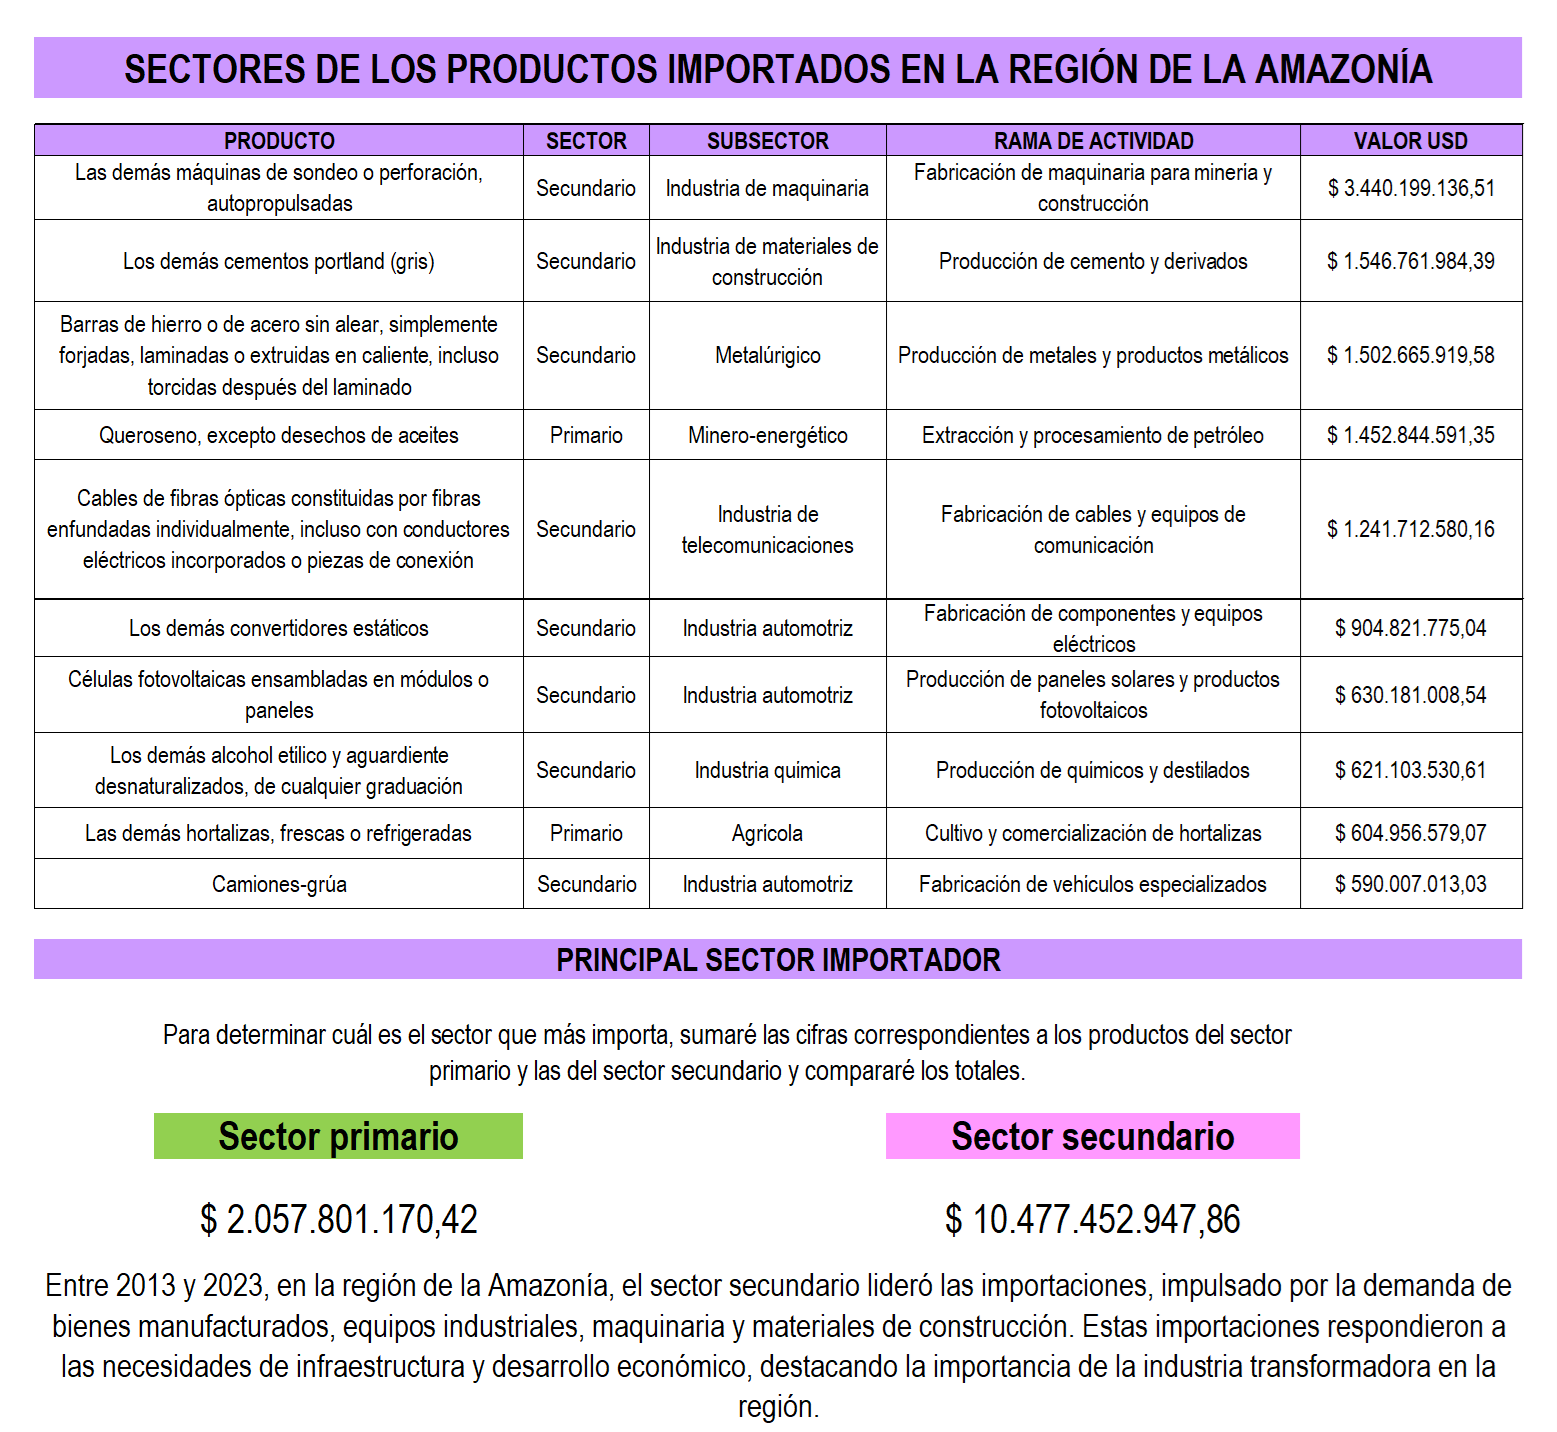 SECTORES DE LOS PRODUCTOS IMPORTADOS EN LA REGIÓN DE LA AMAZONÍA
PRODUCTO SECTOR SUBSECTOR RAMA DE ACTIVIDAD VALOR USD
Las demás máquinas de sondeo o perforación,
autopropulsadas
Secundario
Industria de maquinaria
Fabricación de maquinaria para minería y
construcción
$ 3.440.199.136,51
Los demás cementos portland (gris)
Secundario
Industria de materiales de
construcción
Producción de cemento y derivados
$ 1.546.761.984,39
Barras de hierro o de acero sin alear, simplemente
forjadas, laminadas o extruidas en caliente, incluso
torcidas después del laminado
Secundario
Metalúrigico
Producción de metales y productos metálicos
$ 1.502.665.919,58
Queroseno, excepto desechos de aceites
Primario
Minero-energético
Extracción y procesamiento de petróleo
$ 1.452.844.591,35
Cables de fibras ópticas constituidas por fibras
enfundadas individualmente, incluso con conductores
eléctricos incorporados o piezas de conexión
Secundario
Industria de
telecomunicaciones
Fabricación de cables y equipos de
comunicación
$ 1.241.712.580,16
Los demás convertidores estáticos
Secundario
Industria automotriz
Fabricación de componentes y equipos
eléctricos
$ 904.821.775,04
Células fotovoltaicas ensambladas en módulos o
paneles
Secundario
Industria automotriz
Producción de paneles solares y productos
fotovoltaicos
$ 630.181.008,54
Los demás alcohol etílico y aguardiente
desnaturalizados, de cualquier graduación
Secundario
Industria química
Producción de químicos y destilados
$ 621.103.530,61
Las demás hortalizas, frescas o refrigeradas
Primario
Agrícola
Cultivo y comercialización de hortalizas
$ 604.956.579,07
Camiones-grúa
Secundario
Industria automotriz
Fabricación de vehículos especializados
$ 590.007.013,03
PRINCIPAL SECTOR IMPORTADOR
Para determinar cuál es el sector que más importa, sumaré las cifras correspondientes a los productos del sector
primario y las del sector secundario y compararé los totales.
Sector primario
Sector secundario
$ 2.057.801.170,42
$ 10.477.452.947,86
Entre 2013 y 2023, en la región de la Amazonía, el sector secundario lideró las importaciones, impulsado por la demanda de
bienes manufacturados, equipos industriales, maquinaria y materiales de construcción. Estas importaciones respondieron a
las necesidades de infraestructura y desarrollo económico, destacando la importancia de la industria transformadora en la
región.